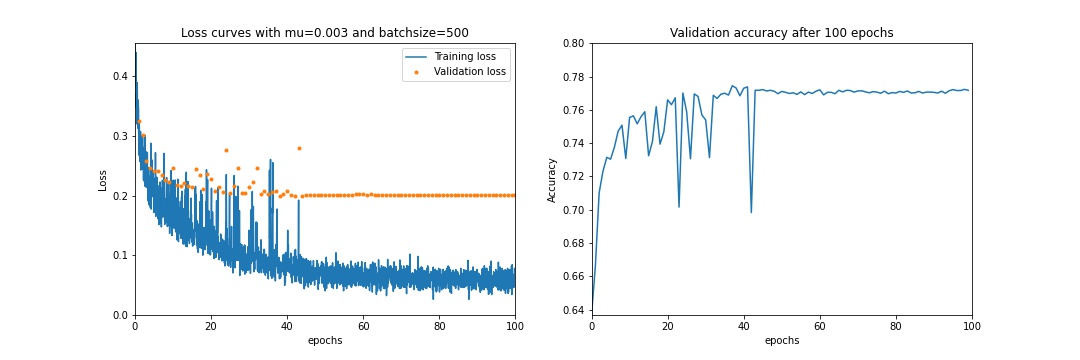 Loss curves with mu=0.003 and batchsize=500
Training loss
Validation loss
0.4
0.3
0.2
0.1
0.0
Loss
0 20 40 60 80 100
epochs
Validation accuracy after 100 epochs
0.80
0.78
0.76
0.74
0.72
0.70
0.68
0.66
0.64
Accuracy
0 20 40 60 80 100
epochs